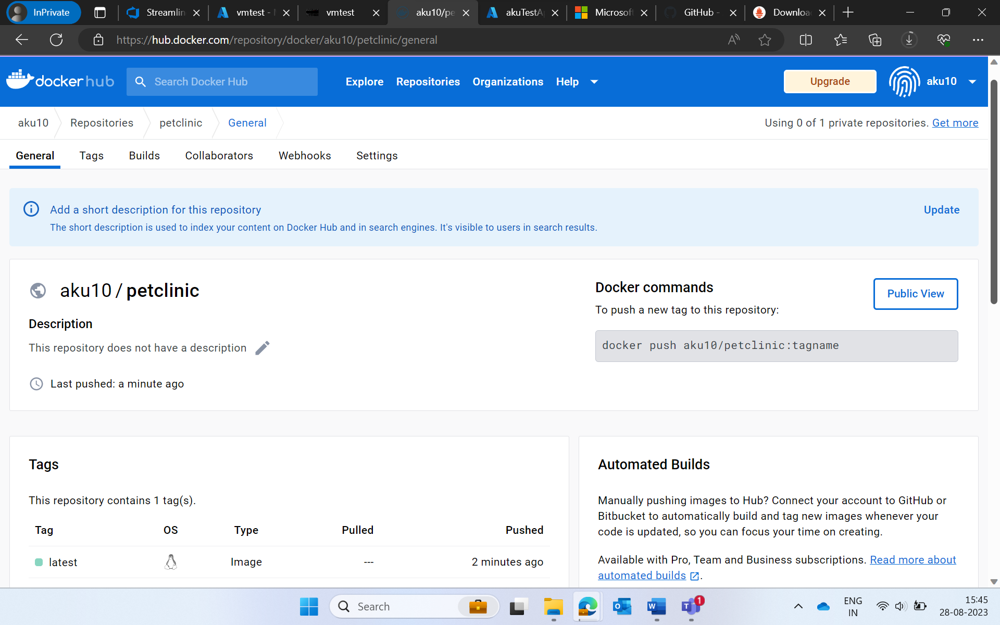 InPrivate
Streamlin
vmtest -
vmtest
aku10/pe
akuTestA
Microsof
GitHub -
Downloa
https://hub.docker.com/repository/docker/aku10/petclinic/general
docker hub
Search Docker Hub
Explore
Repositories
Organizations
Help
Upgrade
aku10
aku10
Repositories
petclinic
General
Using 0 of 1 private repositories. Get more
General
Tags
Builds
Collaborators
Webhooks
Settings
Add a short description for this repository
Update
The short description is used to index your content on Docker Hub and in search engines. It's visible to users in search results.
aku10 / petclinic
Description
This repository does not have a description
Last pushed: a minute ago
Docker commands
Public View
To push a new tag to this repository:
docker push aku10/petclinic:tagname
Tags
This repository contains 1 tag(s).
Tag OS Type Pulled Pushed
latest Image --- 2 minutes ago
Automated Builds
Manually pushing images to Hub? Connect your account to GitHub or
Bitbucket to automatically build and tag new images whenever your
code is updated, so you can focus your time on creating.
Available with Pro, Team and Business subscriptions. Read more about
automated builds.
Search
1
ENG
IN
15:45
28-08-2023